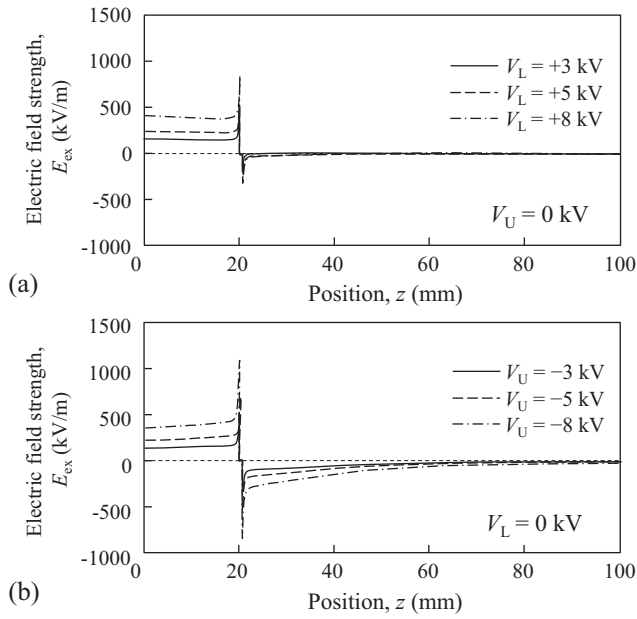 1500
1000
500
0
-500
-1000
Electric field strength,
E_ex (kV/m)
V_L = +3 kV
V_L = +5 kV
V_L = +8 kV
V_U = 0 kV
0 20 40 60 80 100
Position, z (mm)
(a)
1500
1000
500
0
-500
-1000
Electric field strength,
E_ex (kV/m)
V_U = −3 kV
V_U = −5 kV
V_U = −8 kV
V_L = 0 kV
0 20 40 60 80 100
Position, z (mm)
(b)